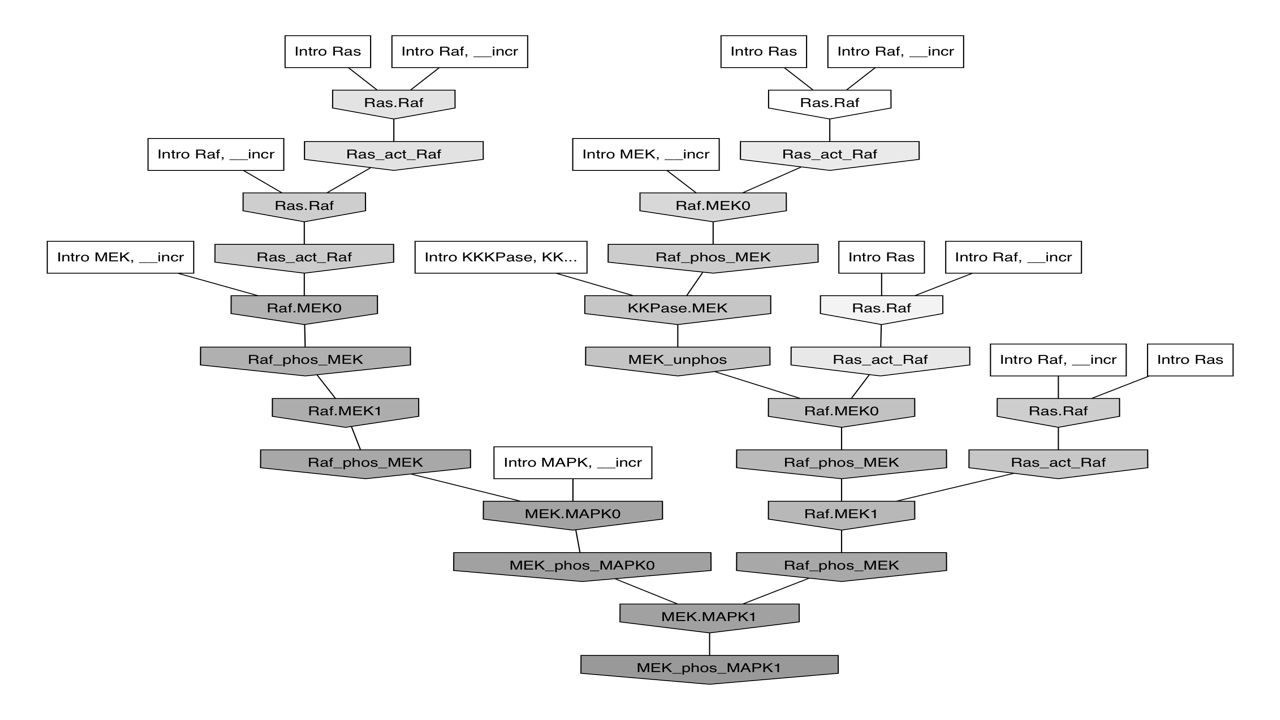 Intro Ras
Intro Raf, __incr
Intro Ras
Intro Raf, __incr
Ras.Raf
Ras.Raf
Intro Raf, __incr
Ras_act_Raf
Intro MEK, __incr
Ras_act_Raf
Ras.Raf
Raf.MEK0
Intro MEK, __incr
Ras_act_Raf
Intro KKKPase, KK...
Raf_phos_MEK
Intro Ras
Intro Raf, __incr
Raf.MEK0
KKPase.MEK
Ras.Raf
Raf_phos_MEK
MEK_unphos
Ras_act_Raf
Intro Raf, __incr
Intro Ras
Raf.MEK1
Raf.MEK0
Ras.Raf
Raf_phos_MEK
Intro MAPK, __incr
Raf_phos_MEK
Ras_act_Raf
MEK.MAPK0
Raf.MEK1
MEK_phos_MAPK0
Raf_phos_MEK
MEK.MAPK1
MEK_phos_MAPK1